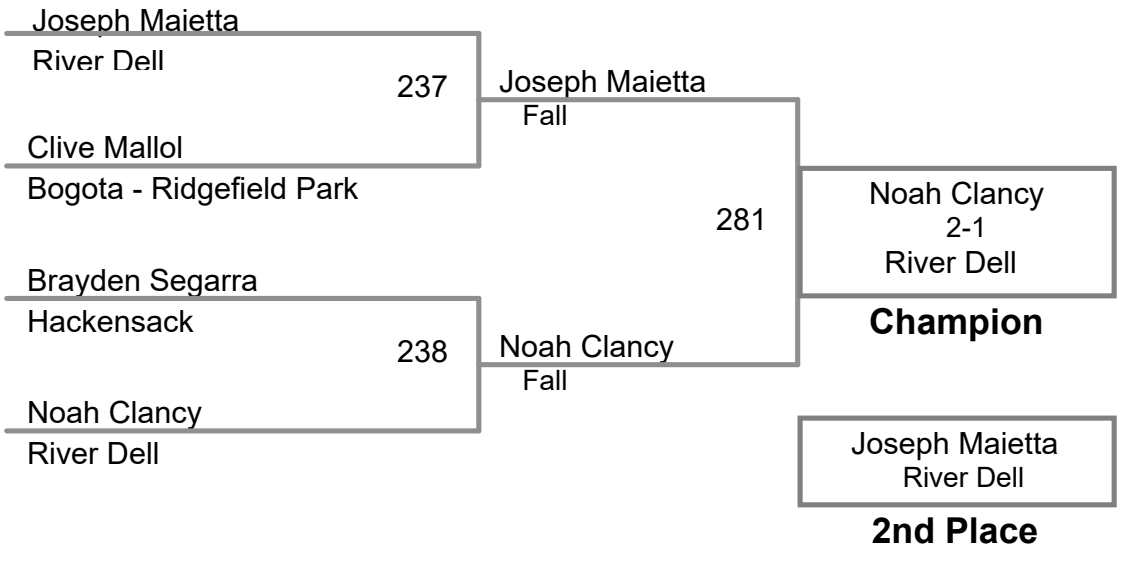 Joseph Maietta
River Dell
237
Joseph Maietta
Fall
Clive Mallol
Bogota - Ridgefield Park
281
Noah Clancy
2-1
River Dell
Champion
Brayden Segarra
Hackensack
238
Noah Clancy
Fall
Noah Clancy
River Dell
Joseph Maietta
River Dell
2nd Place